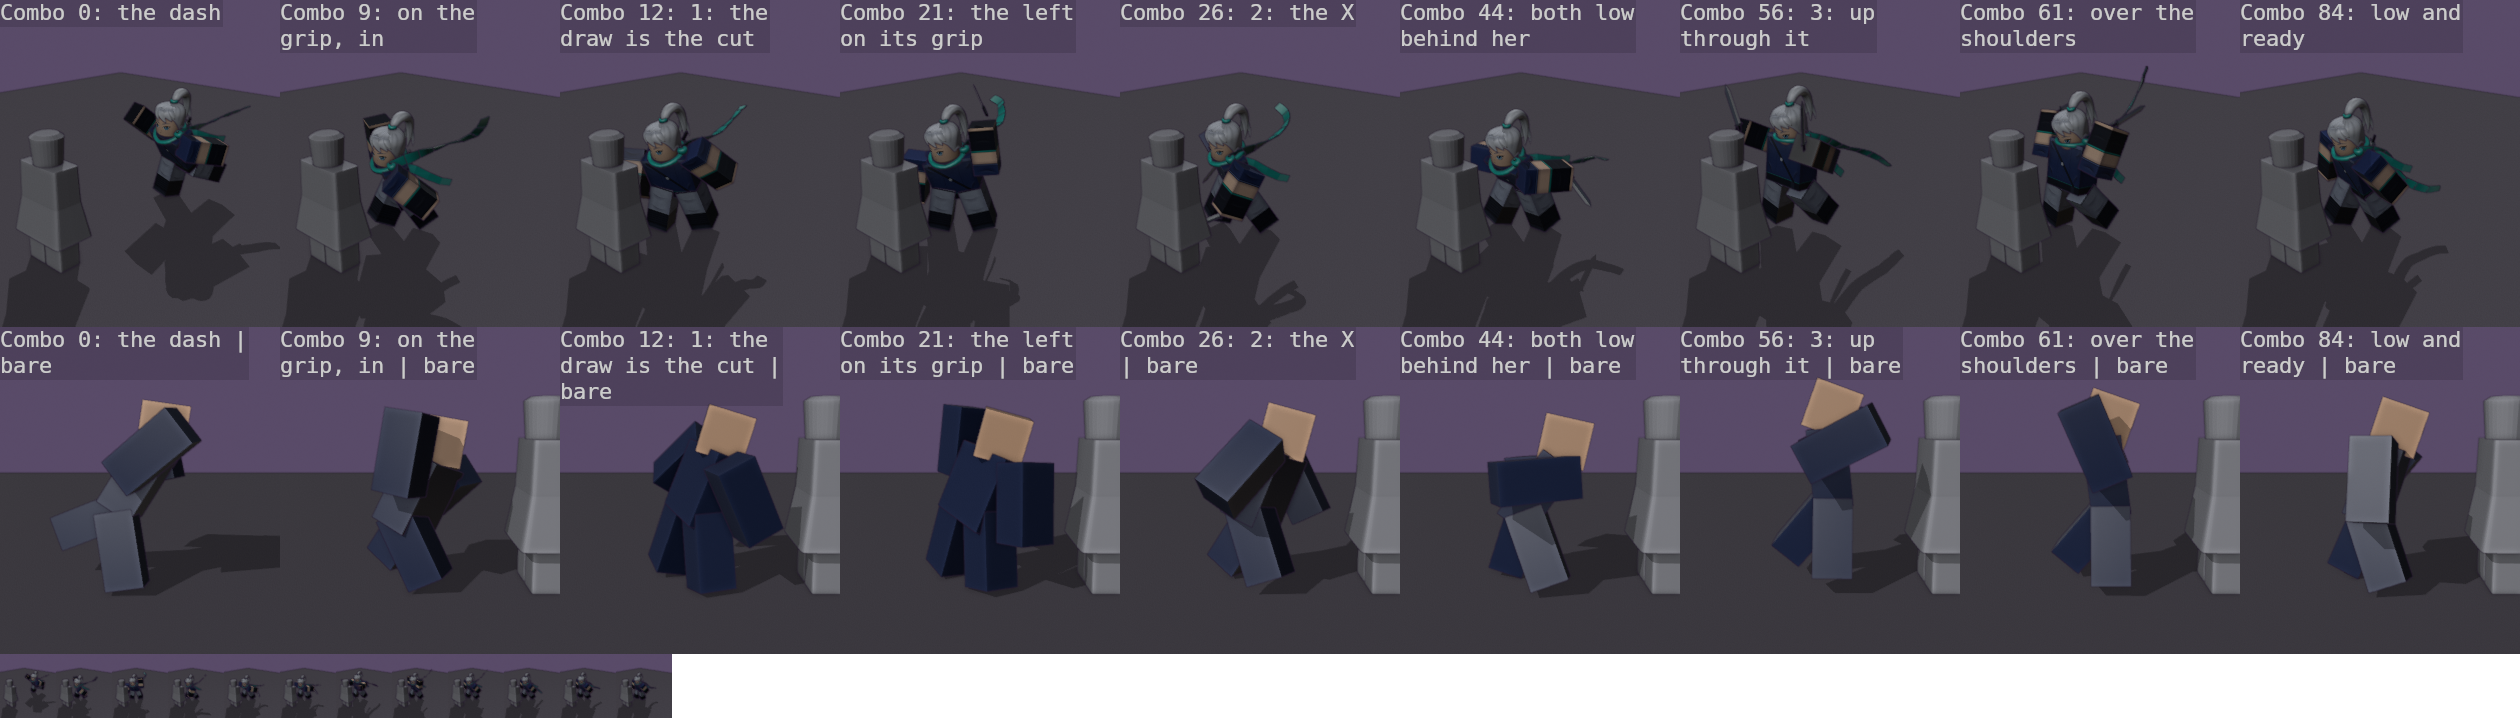 Combo 0: the dash
Combo 9: on the
grip, in
Combo 12: 1: the
draw is the cut
Combo 21: the left
on its grip
Combo 26: 2: the X
Combo 44: both low
behind her
Combo 56: 3: up
through it
Combo 61: over the
shoulders
Combo 84: low and
ready
Combo 0: the dash |
bare
Combo 9: on the
grip, in | bare
Combo 12: 1: the
draw is the cut |
bare
Combo 21: the left
on its grip | bare
Combo 26: 2: the X
| bare
Combo 44: both low
behind her | bare
Combo 56: 3: up
through it | bare
Combo 61: over the
shoulders | bare
Combo 84: low and
ready | bare